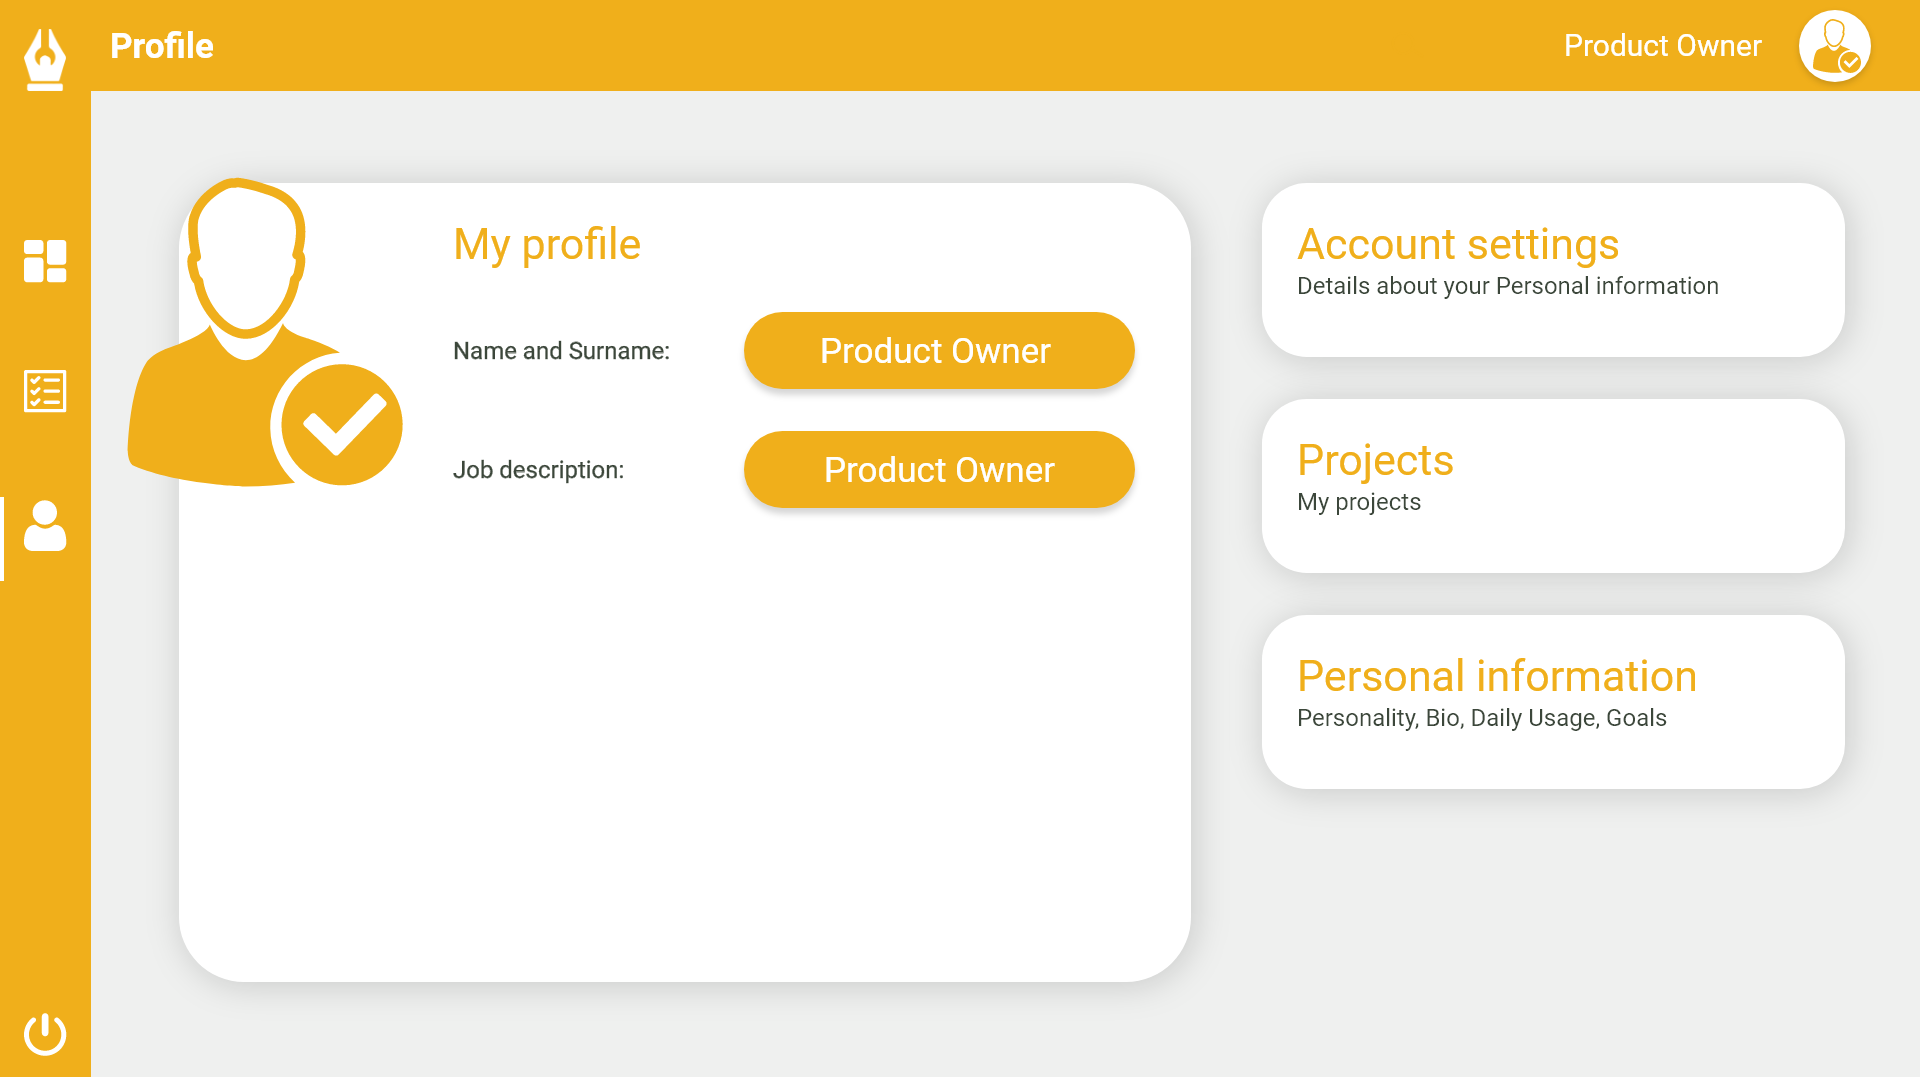 Profile
Product Owner
My profile
Name and Surname:
Product Owner
Job description:
Product Owner
Account settings
Details about your Personal information
Projects
My projects
Personal information
Personality, Bio, Daily Usage, Goals